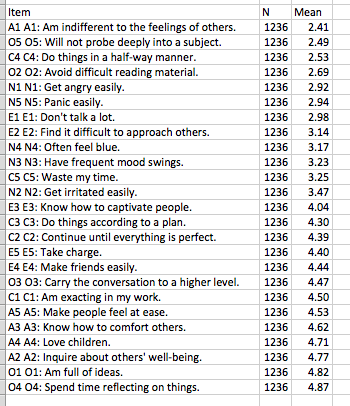 Item N Mean
A1 A1: Am indifferent to the feelings of others. 1236 2.41
O5 O5: Will not probe deeply into a subject. 1236 2.49
C4 C4: Do things in a half-way manner. 1236 2.53
O2 O2: Avoid difficult reading material. 1236 2.69
N1 N1: Get angry easily. 1236 2.92
N5 N5: Panic easily. 1236 2.94
E1 E1: Don't talk a lot. 1236 2.98
E2 E2: Find it difficult to approach others. 1236 3.14
N4 N4: Often feel blue. 1236 3.17
N3 N3: Have frequent mood swings. 1236 3.23
C5 C5: Waste my time. 1236 3.25
N2 N2: Get irritated easily. 1236 3.47
E3 E3: Know how to captivate people. 1236 4.04
C3 C3: Do things according to a plan. 1236 4.30
C2 C2: Continue until everything is perfect. 1236 4.39
E5 E5: Take charge. 1236 4.40
E4 E4: Make friends easily. 1236 4.44
O3 O3: Carry the conversation to a higher level. 1236 4.47
C1 C1: Am exacting in my work. 1236 4.50
A5 A5: Make people feel at ease. 1236 4.53
A3 A3: Know how to comfort others. 1236 4.62
A4 A4: Love children. 1236 4.71
A2 A2: Inquire about others' well-being. 1236 4.77
O1 O1: Am full of ideas. 1236 4.82
O4 O4: Spend time reflecting on things. 1236 4.87